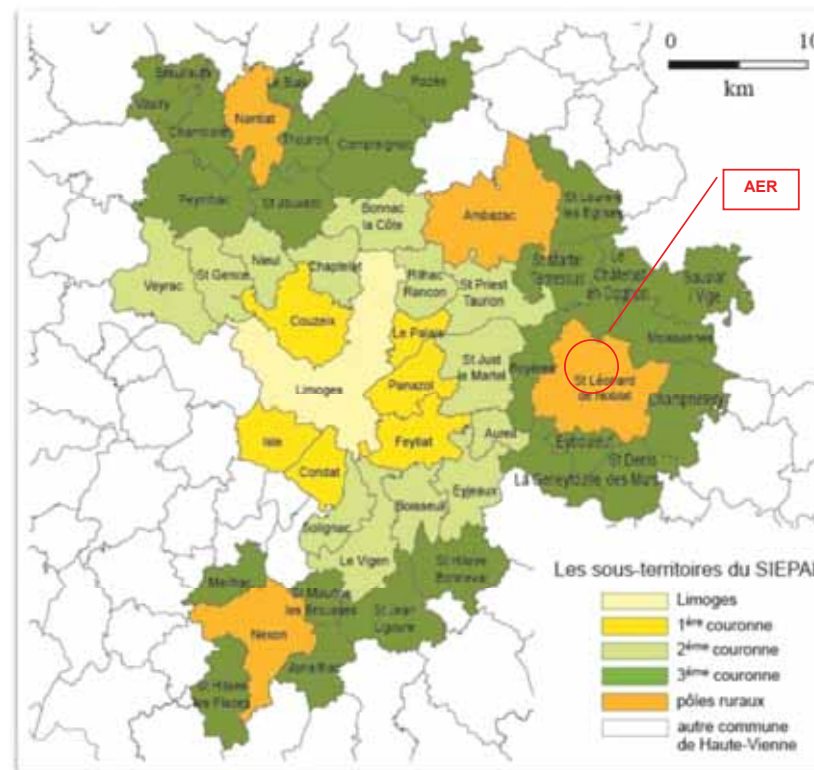 0 10
km
AER
Le Buis
Nantiat
Chamboret
Thouron
Compreignac
Razès
Peyrilhac
St Jouvent
Bonnac
la Côte
Ambazac
St Laurent
les Eglises
Veyrac
St Gence
Nieul
Chaptelat
Rilhac
Rancon
St Priest
Taurion
St Martin
Terressus
Le
Châtenet
en Dognon
Sauviat
/ Vige
Couzeix
Le Palais
Moissannes
Limoges
Panazol
St Just
le Martel
Royères
St Léonard
de Noblat
Champnétery
Isle
Condat
Feytiat
Aureil
Eybouleuf
St Denis
des Murs
La Geneytouse
Solignac
Boisseuil
Eyjeaux
Le Vigen
St Hilaire
Bonneval
Meilhac
St Maurice
les Brousses
St Jean
Ligoure
Nexon
Janailhac
St Hilaire
les Places
Les sous-territoires du SIEPAL
Limoges
1ère couronne
2ème couronne
3ème couronne
pôles ruraux
autre commune
de Haute-Vienne